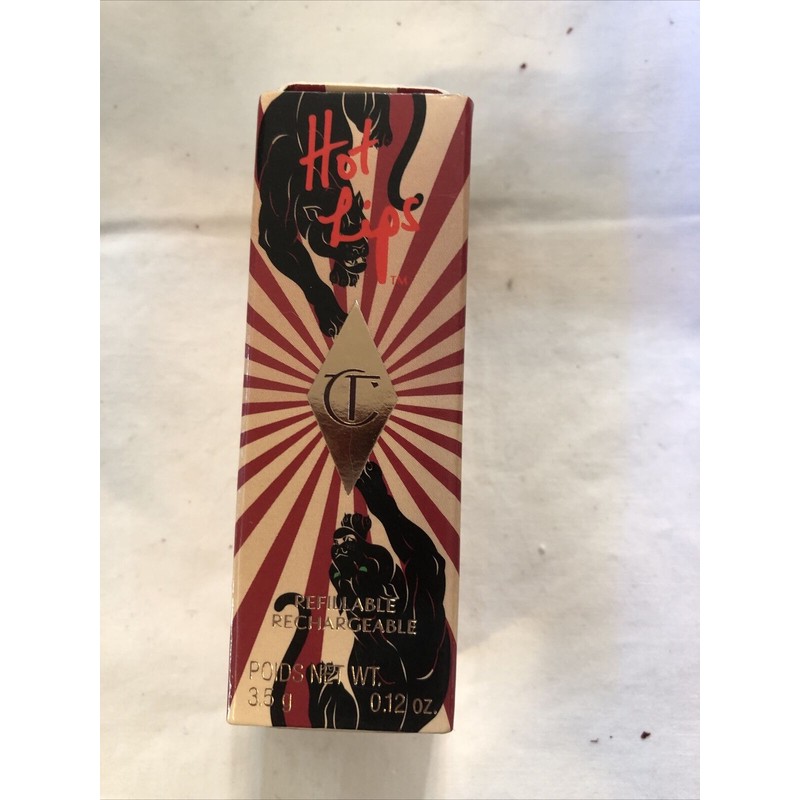 Hot
Lips
TM
CT
REFILLABLE
RECHARGEABLE
POIDS NET WT.
3.5 g 0.12 oz.